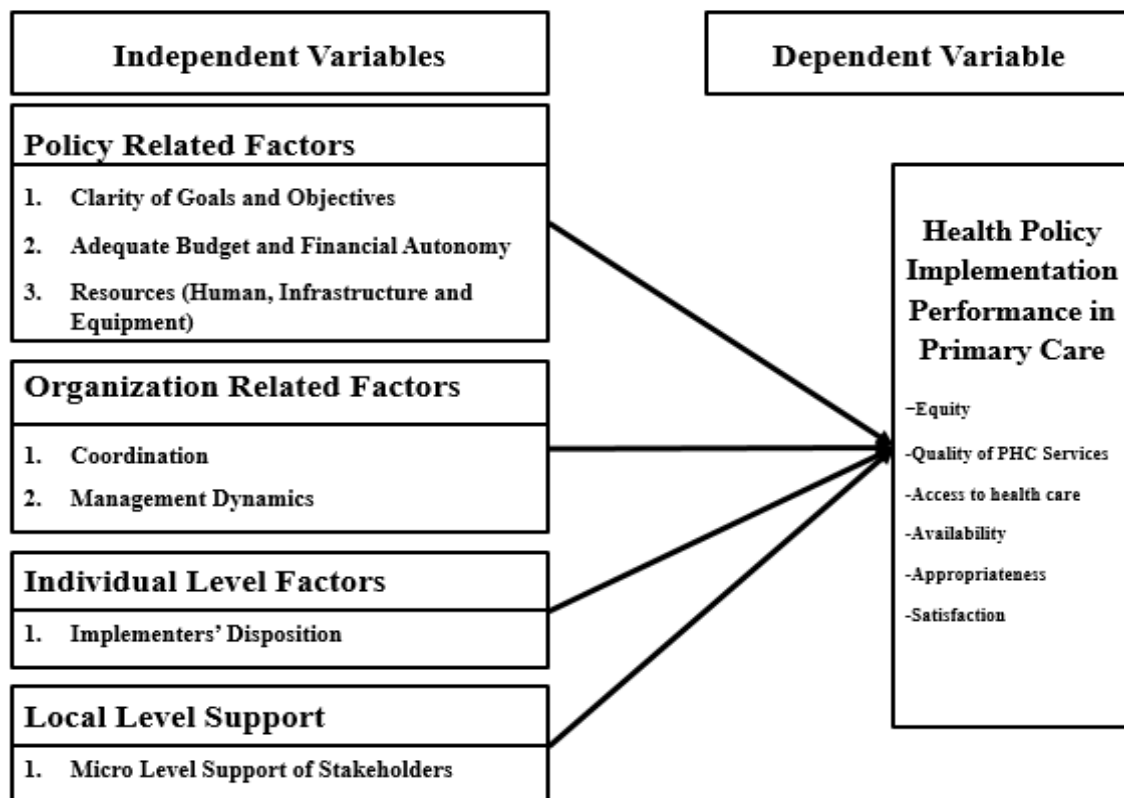 Independent Variables
Dependent Variable
Policy Related Factors
1. Clarity of Goals and Objectives
2. Adequate Budget and Financial Autonomy
3. Resources (Human, Infrastructure and
Equipment)
Organization Related Factors
1. Coordination
2. Management Dynamics
Individual Level Factors
1. Implementers’ Disposition
Local Level Support
1. Micro Level Support of Stakeholders
Health Policy
Implementation
Performance in
Primary Care
-Equity
-Quality of PHC Services
-Access to health care
-Availability
-Appropriateness
-Satisfaction